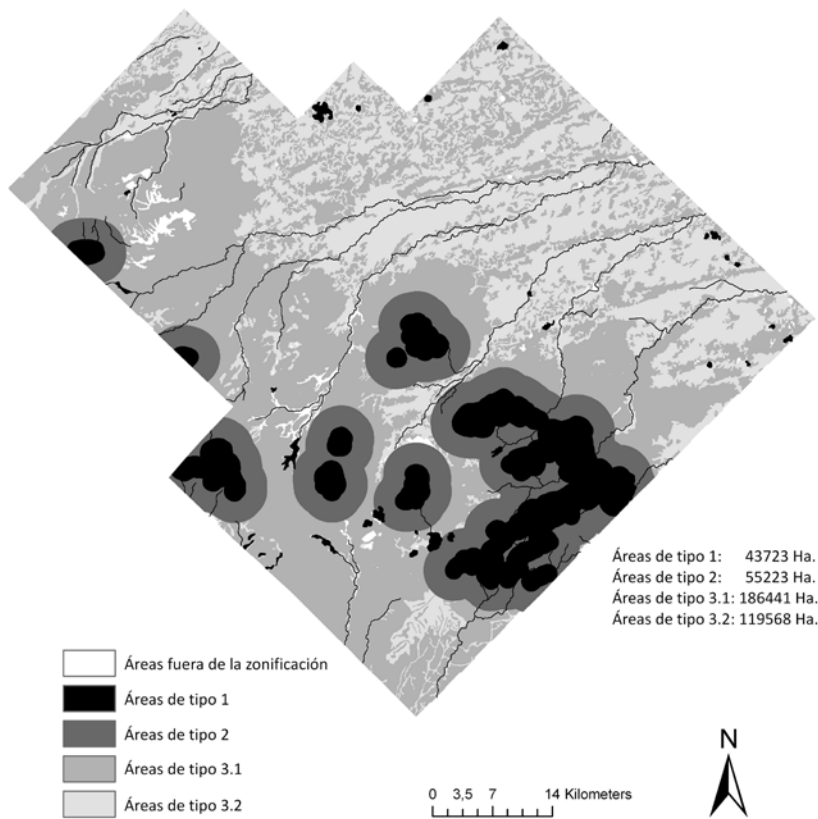 Áreas de tipo 1: 43723 Ha.
Áreas de tipo 2: 55223 Ha.
Áreas de tipo 3.1: 186441 Ha.
Áreas de tipo 3.2: 119568 Ha.
Áreas fuera de la zonificación
Áreas de tipo 1
Áreas de tipo 2
Áreas de tipo 3.1
Áreas de tipo 3.2
N
0 3,5 7 14 Kilometers